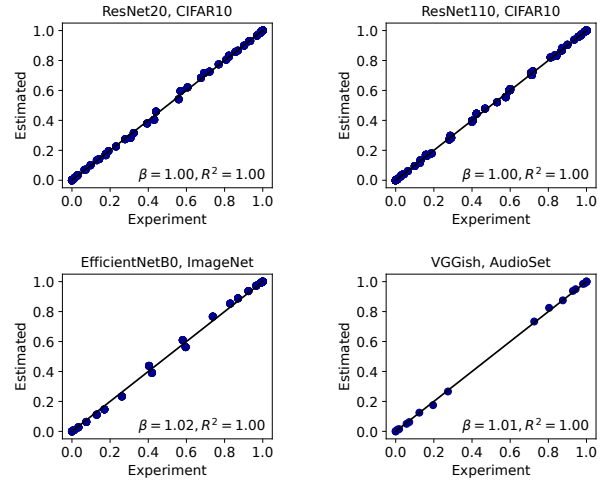 ResNet20, CIFAR10
Estimated
1.0
0.8
0.6
0.4
0.2
0.0
β = 1.00, R² = 1.00
0.0 0.2 0.4 0.6 0.8 1.0
Experiment
ResNet110, CIFAR10
Estimated
1.0
0.8
0.6
0.4
0.2
0.0
β = 1.00, R² = 1.00
0.0 0.2 0.4 0.6 0.8 1.0
Experiment
EfficientNetB0, ImageNet
Estimated
1.0
0.8
0.6
0.4
0.2
0.0
β = 1.02, R² = 1.00
0.0 0.2 0.4 0.6 0.8 1.0
Experiment
VGGish, AudioSet
Estimated
1.0
0.8
0.6
0.4
0.2
0.0
β = 1.01, R² = 1.00
0.0 0.2 0.4 0.6 0.8 1.0
Experiment